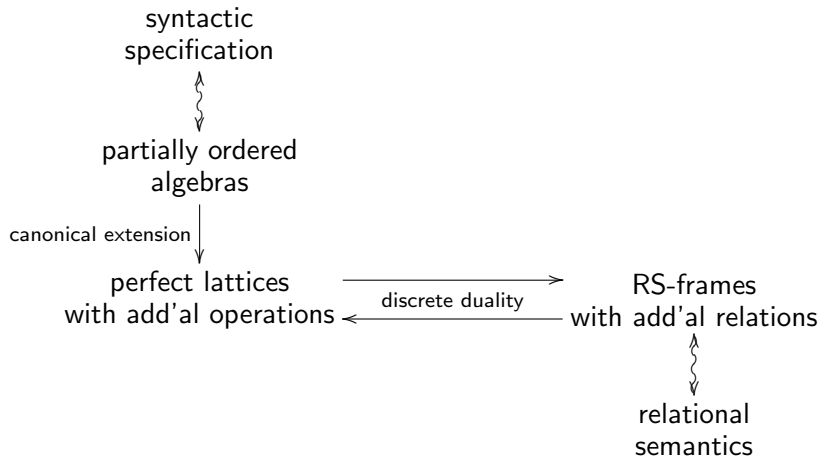 syntactic
specification
partially ordered
algebras
canonical extension
perfect lattices
with add'al operations
discrete duality
RS-frames
with add'al relations
relational
semantics